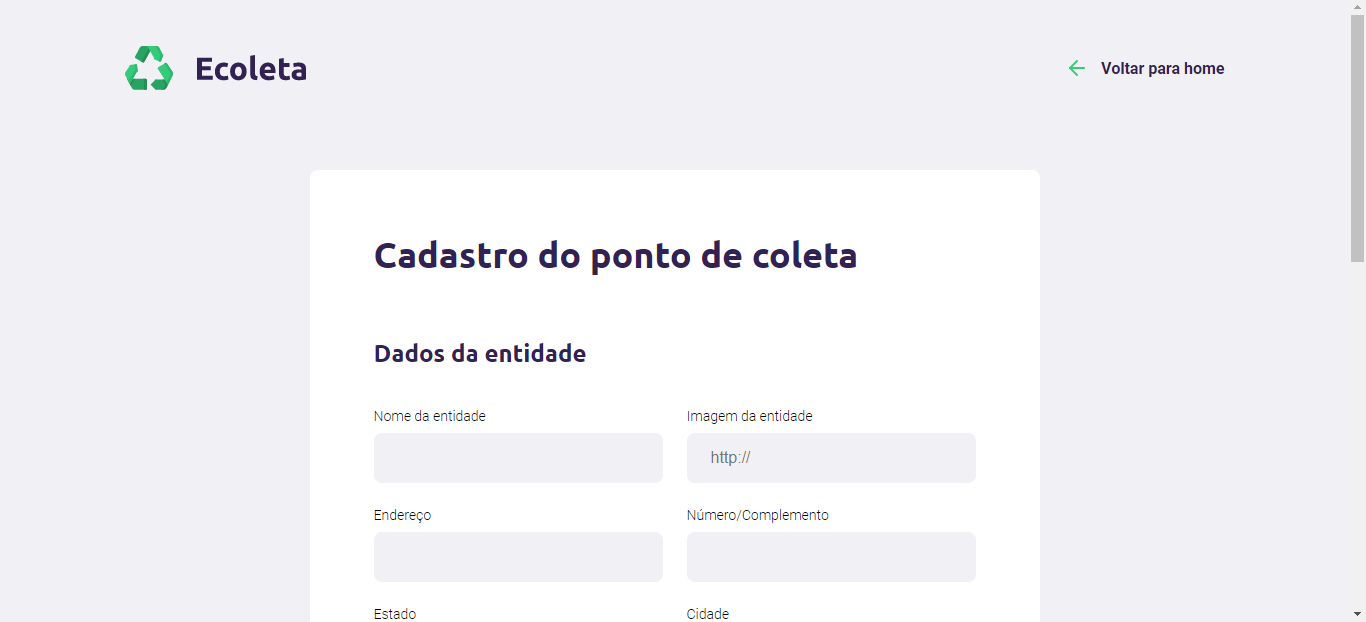 Ecoleta
Voltar para home
Cadastro do ponto de coleta
Dados da entidade
Nome da entidade
Imagem da entidade
http://
Endereço
Número/Complemento
Estado
Cidade